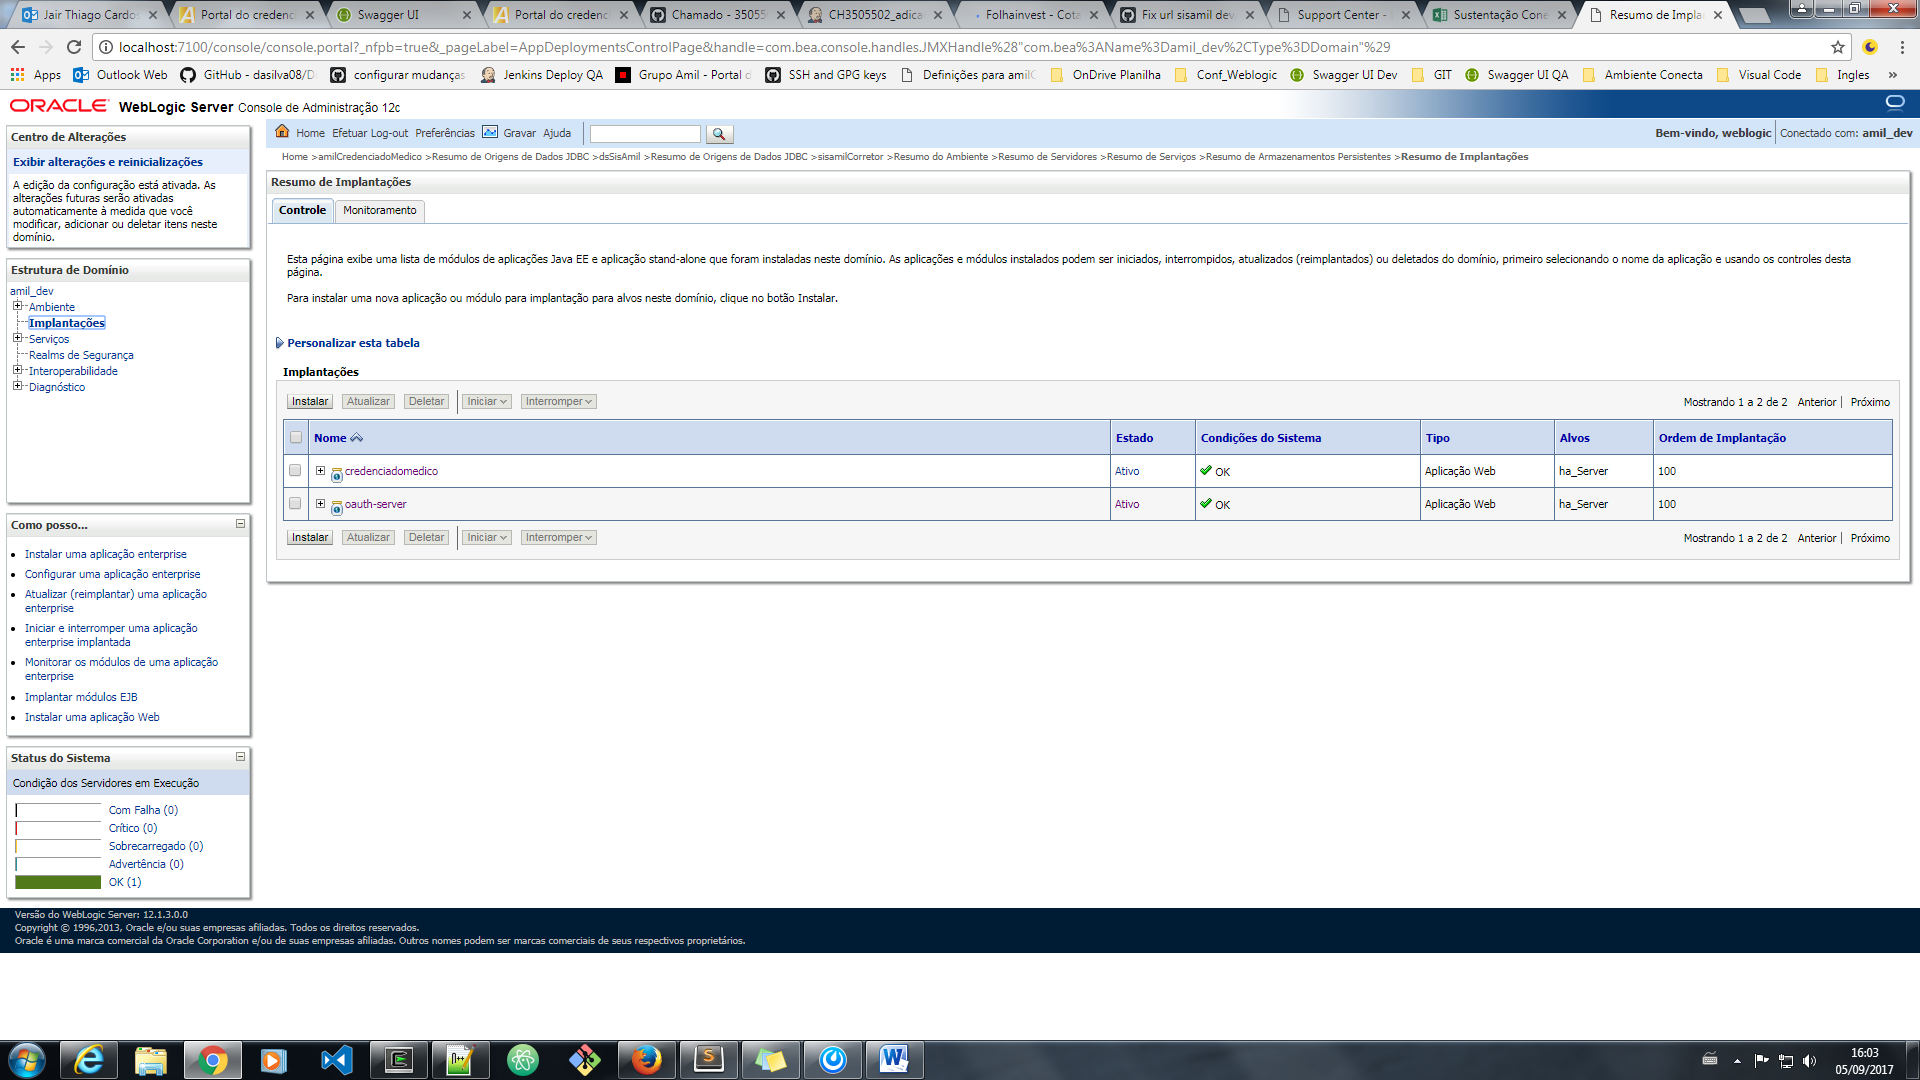 Jair Thiago Cardos
Portal do credenc
Swagger UI
Portal do credenc
Chamado - 35055
CH3505502_adica
Folhainvest - Cota
Fix url sisamil dev
Support Center -
Sustentação Cone
Resumo de Impla
localhost:7100/console/console.portal?_nfpb=true&_pageLabel=AppDeploymentsControlPage&handle=com.bea.console.handles.JMXHandle%28"com.bea%3AName%3Damil_dev%2CType%3DDomain"%29
Apps
Outlook Web
GitHub - dasilva08/D
configurar mudanças
Jenkins Deploy QA
Grupo Amil - Portal d
SSH and GPG keys
Definições para amilC
OnDrive Planilha
Conf_Weblogic
Swagger UI Dev
GIT
Swagger UI QA
Ambiente Conecta
Visual Code
Ingles
»
ORACLE WebLogic Server Console de Administração 12c
Centro de Alterações
Exibir alterações e reinicializações
A edição da configuração está ativada. As
alterações futuras serão ativadas
automaticamente à medida que você
modificar, adicionar ou deletar itens neste
domínio.
Estrutura de Domínio
amil_dev
Ambiente
Implantações
Serviços
Realms de Segurança
Interoperabilidade
Diagnóstico
Como posso...
Instalar uma aplicação enterprise
Configurar uma aplicação enterprise
Atualizar (reimplantar) uma aplicação
enterprise
Iniciar e interromper uma aplicação
enterprise implantada
Monitorar os módulos de uma aplicação
enterprise
Implantar módulos EJB
Instalar uma aplicação Web
Status do Sistema
Condição dos Servidores em Execução
Com Falha (0)
Crítico (0)
Sobrecarregado (0)
Advertência (0)
OK (1)
Home Efetuar Log-out Preferências Gravar Ajuda
Bem-vindo, weblogic Conectado com: amil_dev
Home >amilCredenciadoMedico >Resumo de Origens de Dados JDBC >dsSisAmil >Resumo de Origens de Dados JDBC >sisamilCorretor >Resumo do Ambiente >Resumo de Servidores >Resumo de Serviços >Resumo de Armazenamentos Persistentes >Resumo de Implantações
Resumo de Implantações
Controle Monitoramento
Esta página exibe uma lista de módulos de aplicações Java EE e aplicação stand-alone que foram instaladas neste domínio. As aplicações e módulos instalados podem ser iniciados, interrompidos, atualizados (reimplantados) ou deletados do domínio, primeiro selecionando o nome da aplicação e usando os controles desta
página.
Para instalar uma nova aplicação ou módulo para implantação para alvos neste domínio, clique no botão Instalar.
Personalizar esta tabela
Implantações
Instalar Atualizar Deletar Iniciar Interromper
Mostrando 1 a 2 de 2 Anterior | Próximo
Nome Estado Condições do Sistema Tipo Alvos Ordem de Implantação
credenciadomedico Ativo OK Aplicação Web ha_Server 100
oauth-server Ativo OK Aplicação Web ha_Server 100
Instalar Atualizar Deletar Iniciar Interromper
Mostrando 1 a 2 de 2 Anterior | Próximo
Versão do WebLogic Server: 12.1.3.0.0
Copyright © 1996,2013, Oracle e/ou suas empresas afiliadas. Todos os direitos reservados.
Oracle é uma marca comercial da Oracle Corporation e/ou de suas empresas afiliadas. Outros nomes podem ser marcas comerciais de seus respectivos proprietários.
16:03
05/09/2017